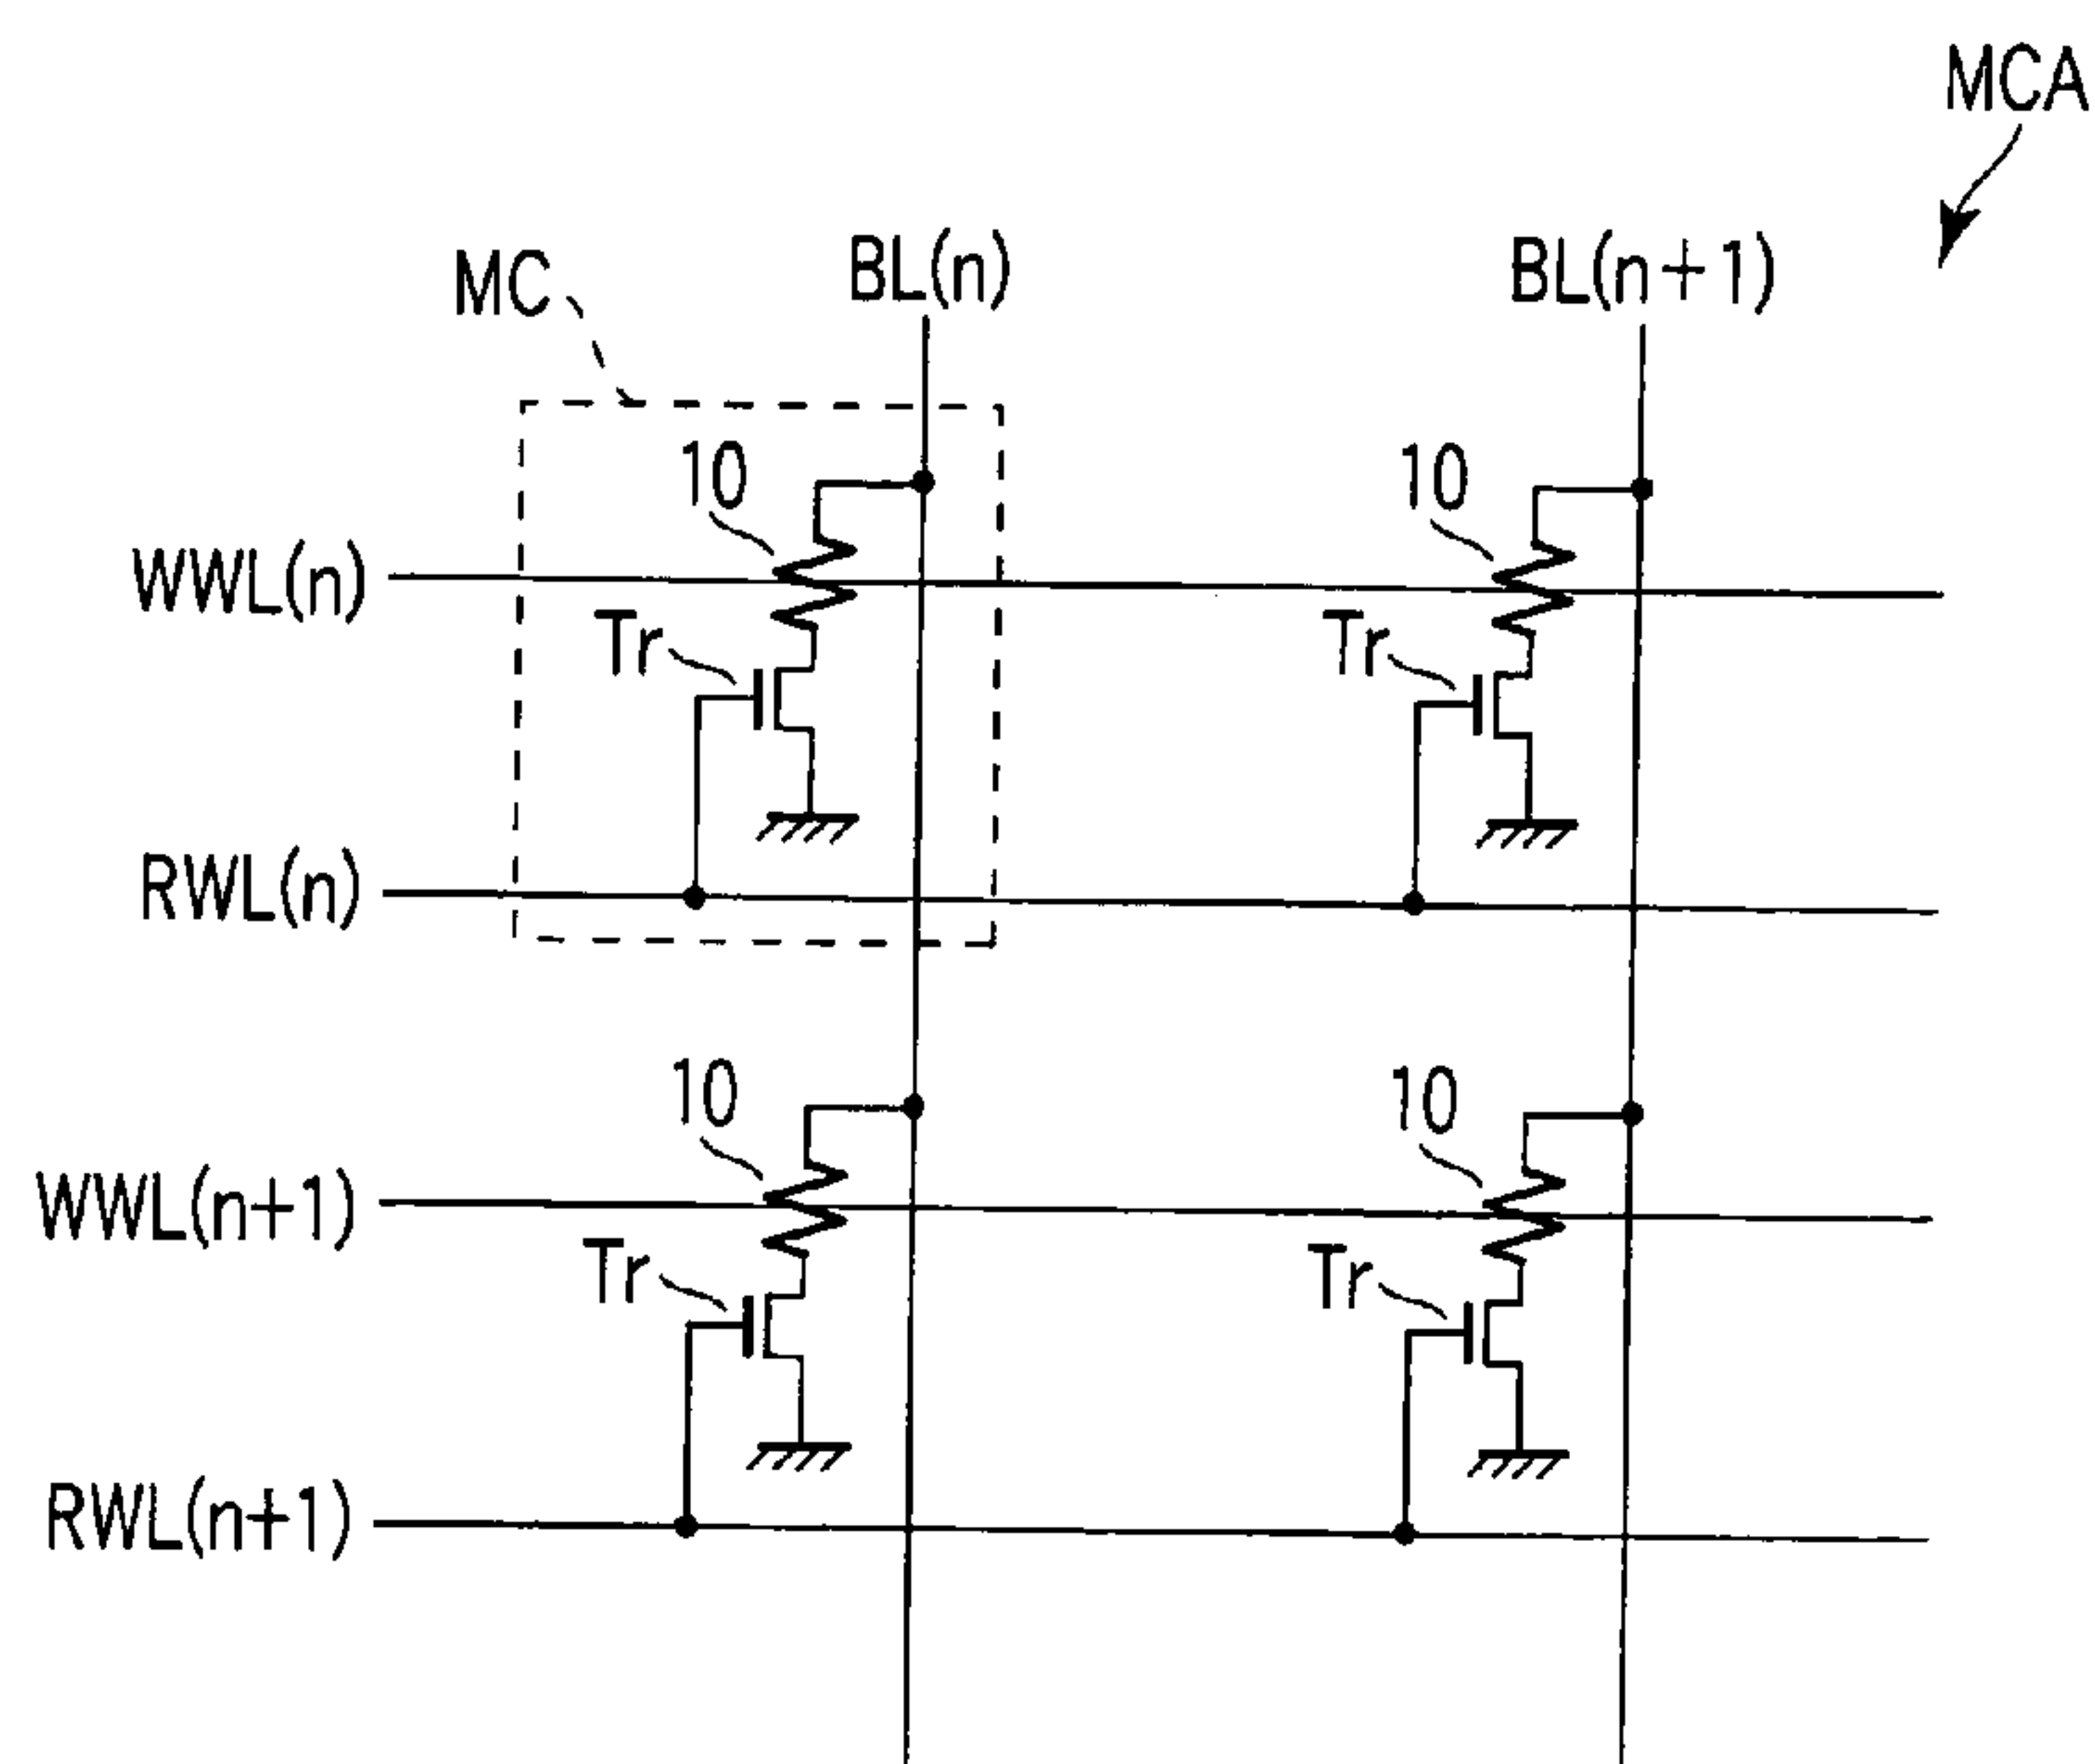 MCA
MC
BL(n)
BL(n+1)
10
10
WWL(n)
Tr
Tr
RWL(n)
10
10
WWL(n+1)
Tr
Tr
RWL(n+1)